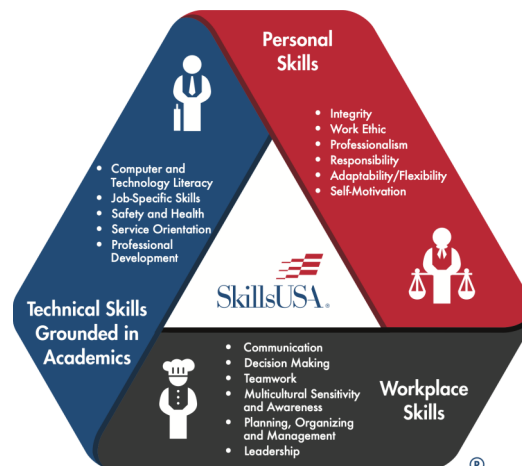 Personal
Skills
• Integrity
• Work Ethic
• Professionalism
• Responsibility
• Adaptability/Flexibility
• Self-Motivation
• Computer and
Technology Literacy
• Job-Specific Skills
• Safety and Health
• Service Orientation
• Professional
Development
Technical Skills
Grounded in
Academics
SkillsUSA®
• Communication
• Decision Making
• Teamwork
• Multicultural Sensitivity
and Awareness
• Planning, Organizing
and Management
• Leadership
Workplace
Skills
®